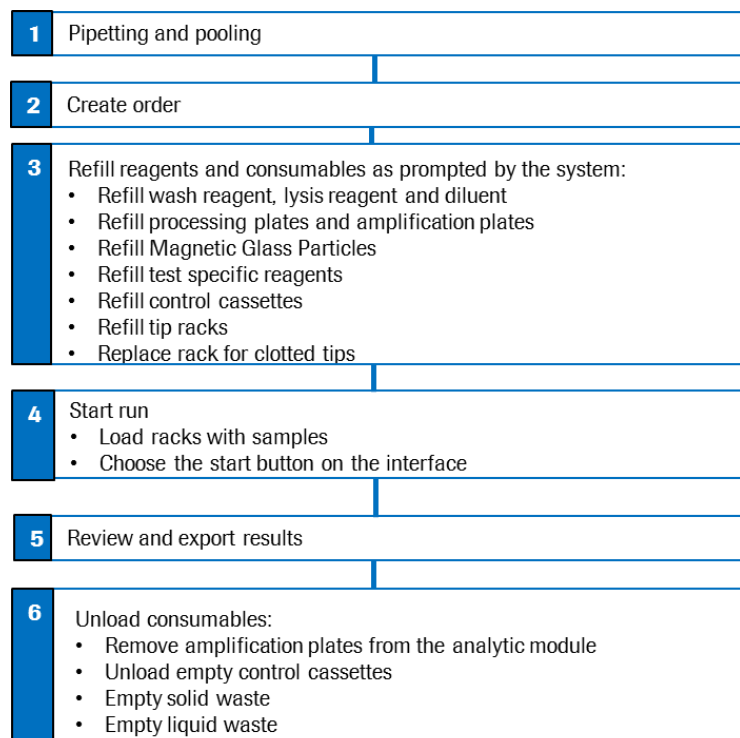 1 Pipetting and pooling
2 Create order
3 Refill reagents and consumables as prompted by the system:
• Refill wash reagent, lysis reagent and diluent
• Refill processing plates and amplification plates
• Refill Magnetic Glass Particles
• Refill test specific reagents
• Refill control cassettes
• Refill tip racks
• Replace rack for clotted tips
4 Start run
• Load racks with samples
• Choose the start button on the interface
5 Review and export results
6 Unload consumables:
• Remove amplification plates from the analytic module
• Unload empty control cassettes
• Empty solid waste
• Empty liquid waste